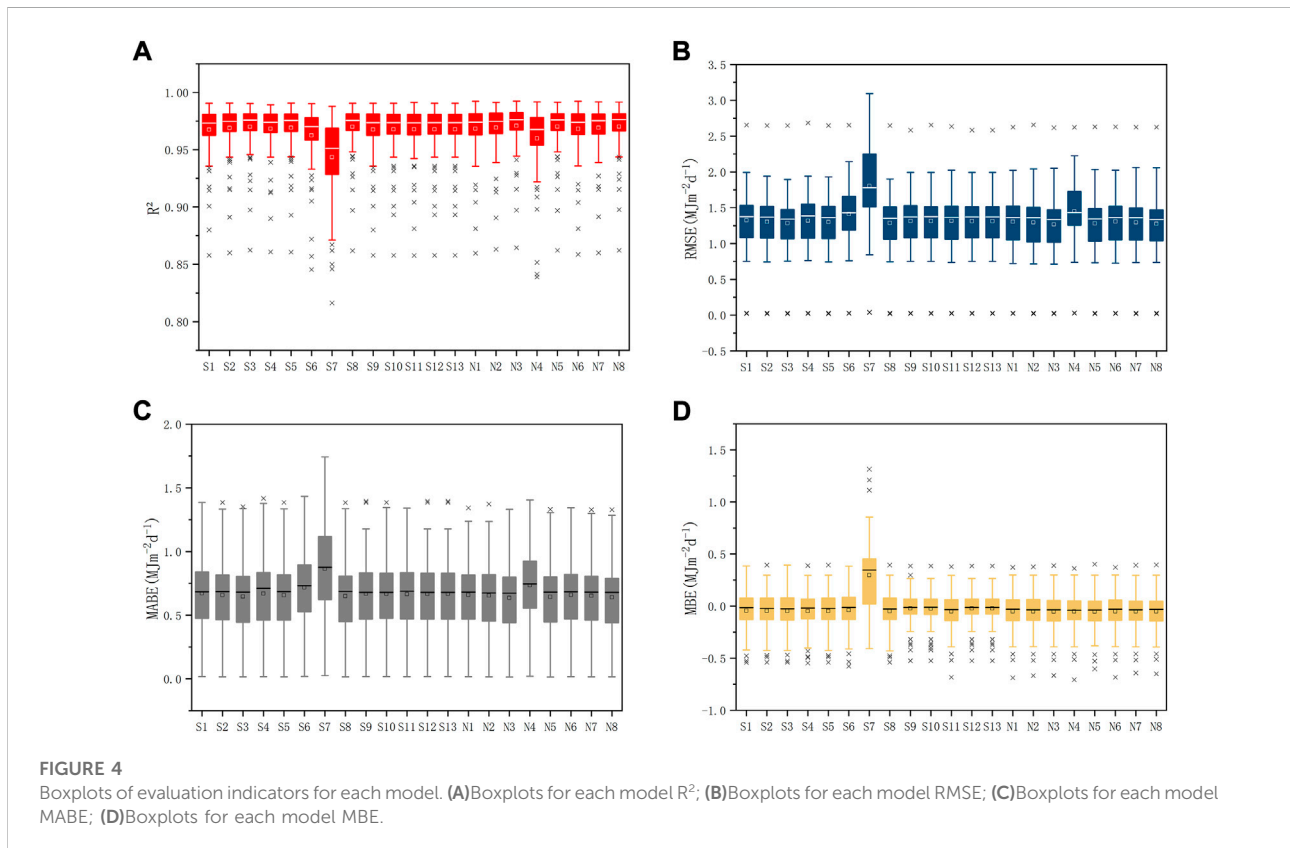 A
R²
1.00
0.95
0.90
0.85
0.80
S1 S2 S3 S4 S5 S6 S7 S8 S9 S10 S11 S12 S13 N1 N2 N3 N4 N5 N6 N7 N8
B
RMSE (MJm⁻²d⁻¹)
3.5
3.0
2.5
2.0
1.5
1.0
0.5
0.0
-0.5
S1 S2 S3 S4 S5 S6 S7 S8 S9 S10 S11 S12 S13 N1 N2 N3 N4 N5 N6 N7 N8
C
MABE (MJm⁻²d⁻¹)
2.0
1.5
1.0
0.5
0.0
S1 S2 S3 S4 S5 S6 S7 S8 S9 S10 S11 S12 S13 N1 N2 N3 N4 N5 N6 N7 N8
D
MBE (MJm⁻²d⁻¹)
1.5
1.0
0.5
0.0
-0.5
-1.0
S1 S2 S3 S4 S5 S6 S7 S8 S9 S10 S11 S12 S13 N1 N2 N3 N4 N5 N6 N7 N8
FIGURE 4
Boxplots of evaluation indicators for each model. (A)Boxplots for each model R²; (B)Boxplots for each model RMSE; (C)Boxplots for each model
MABE; (D)Boxplots for each model MBE.